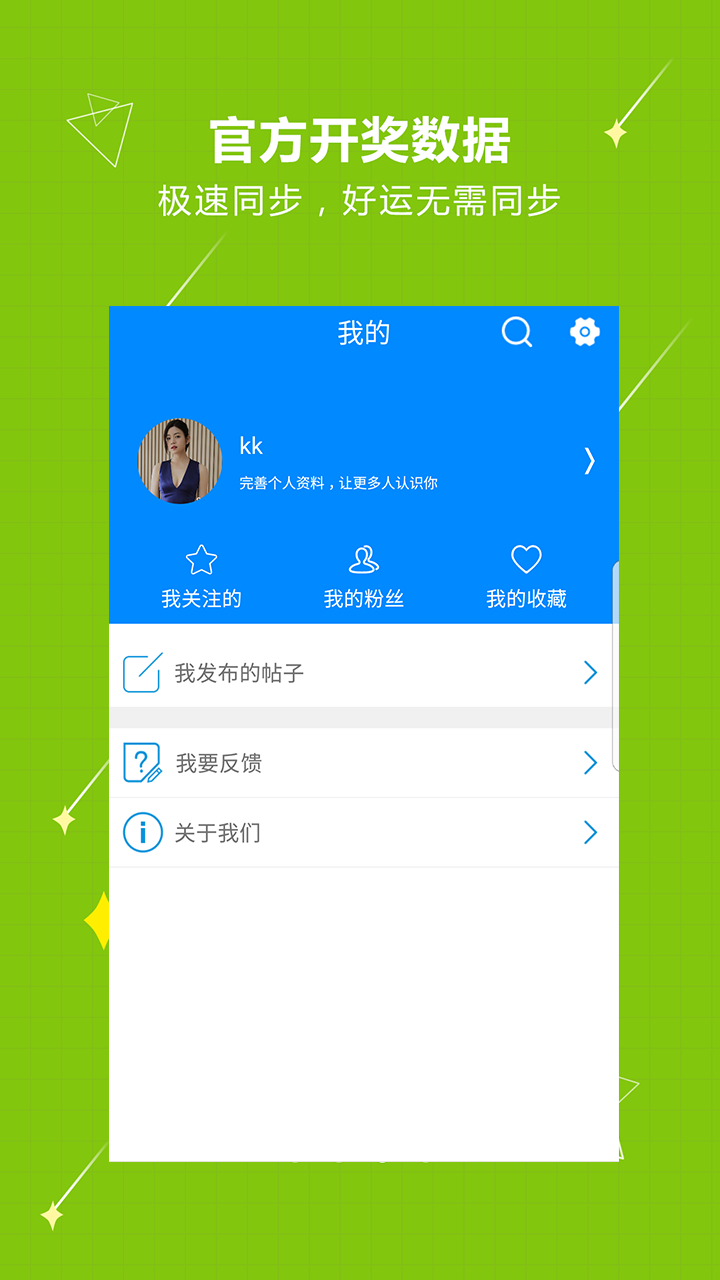 官方开奖数据
极速同步，好运无需同步
我的
kk
完善个人资料，让更多人认识你
我关注的
我的粉丝
我的收藏
我发布的帖子
我要反馈
关于我们